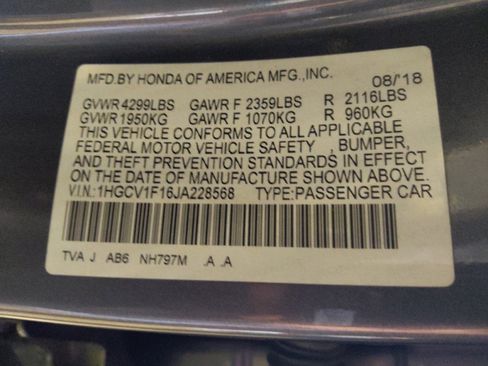 MFD.BY HONDA OF AMERICA MFG.,INC. 08/'18
GVWR 4299LBS GAWR F 2359LBS R 2116LBS
GVWR 1950KG GAWR F 1070KG R 960KG
THIS VEHICLE CONFORMS TO ALL APPLICABLE
FEDERAL MOTOR VEHICLE SAFETY , BUMPER,
AND THEFT PREVENTION STANDARDS IN EFFECT
ON THE DATE OF MANUFACTURE SHOWN ABOVE.
V.I.N.:1HGCV1F16JA228568 TYPE:PASSENGER CAR
TVA J AB6 NH797M .A .A